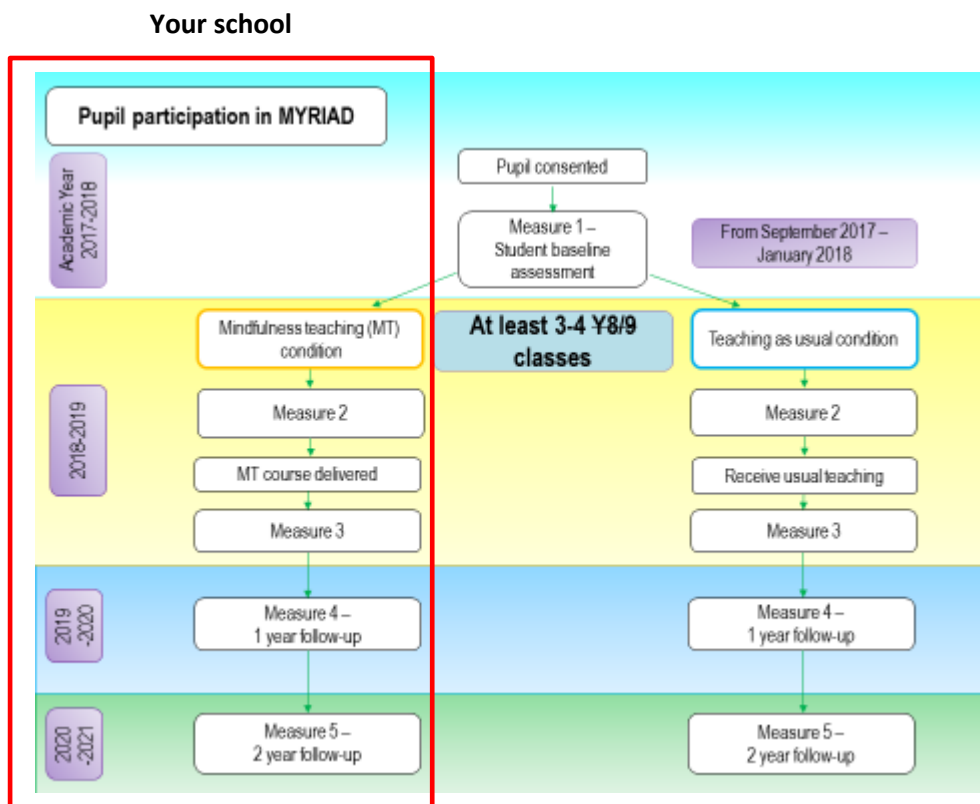 Your school
Pupil participation in MYRIAD
Academic Year
2017-2018
Pupil consented
Measure 1 –
Student baseline
assessment
From September 2017 –
January 2018
2018-2019
Mindfulness teaching (MT)
condition
At least 3-4 Y8/9
classes
Teaching as usual condition
Measure 2
Measure 2
MT course delivered
Receive usual teaching
Measure 3
Measure 3
2019
-2020
Measure 4 –
1 year follow-up
Measure 4 –
1 year follow-up
2020
-2021
Measure 5 –
2 year follow-up
Measure 5 –
2 year follow-up